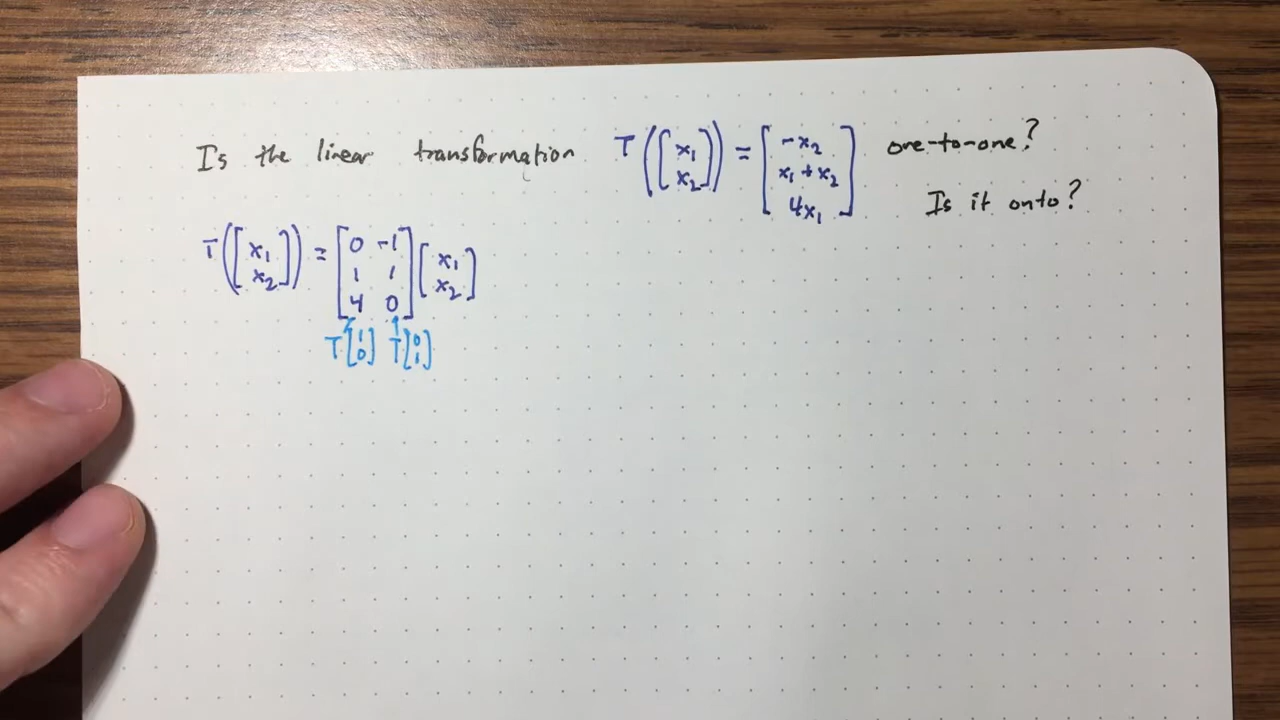 Is the linear transformation T([x₁ x₂]) = [-x₂ x₁ + x₂ 4x₁] one-to-one?
Is it onto?
T([x₁ x₂]) = [0 -1 1 1 4 0] [x₁ x₂]
T[1 0] T[0 1]